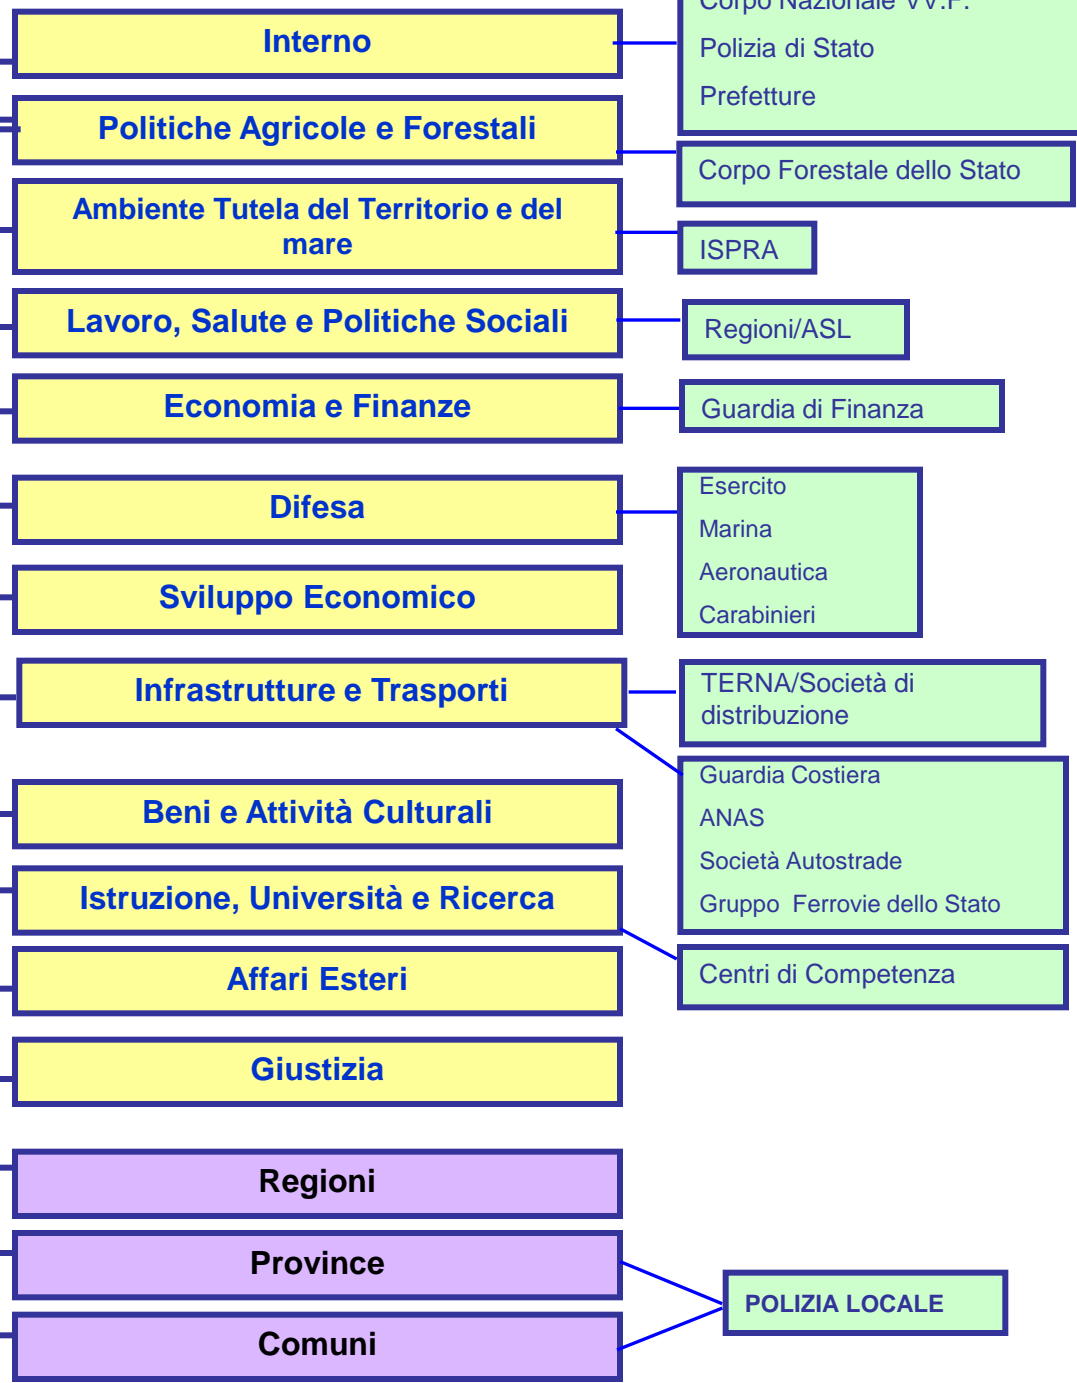 Corpo Nazionale VV.F.
Interno
Polizia di Stato
Prefetture
Politiche Agricole e Forestali
Corpo Forestale dello Stato
Ambiente Tutela del Territorio e del
mare
ISPRA
Lavoro, Salute e Politiche Sociali
Regioni/ASL
Economia e Finanze
Guardia di Finanza
Difesa
Esercito
Marina
Aeronautica
Carabinieri
Sviluppo Economico
Infrastrutture e Trasporti
TERNA/Società di
distribuzione
Guardia Costiera
ANAS
Società Autostrade
Gruppo Ferrovie dello Stato
Beni e Attività Culturali
Istruzione, Università e Ricerca
Centri di Competenza
Affari Esteri
Giustizia
Regioni
Province
POLIZIA LOCALE
Comuni